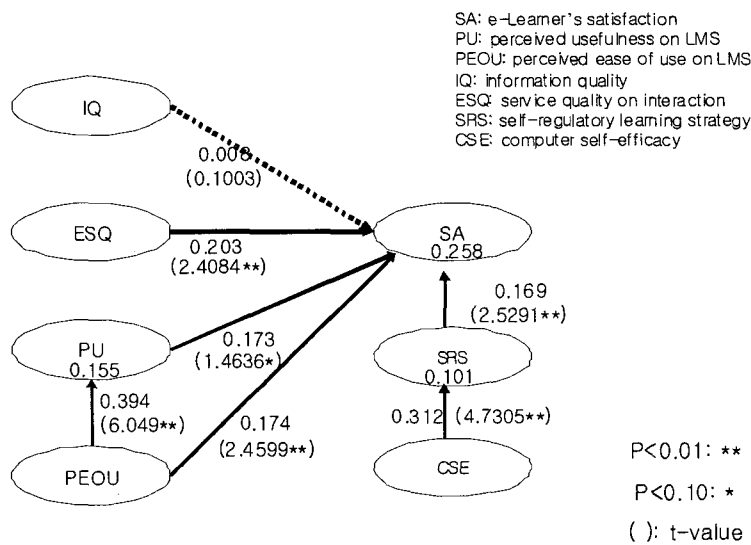 SA: e-Learner's satisfaction
PU: perceived usefulness on LMS
PEOU: perceived ease of use on LMS
IQ: information quality
ESQ: service quality on interaction
SRS: self-regulatory learning strategy
CSE: computer self-efficacy
IQ
0.008
(0.1003)
ESQ
SA
0.258
0.203
(2.4084**)
0.169
(2.5291**)
PU
0.155
0.173
(1.4636*)
SRS
0.101
0.394
(6.049**)
0.174
(2.4599**)
0.312 (4.7305**)
PEOU
CSE
P<0.01: **
P<0.10: *
( ): t-value